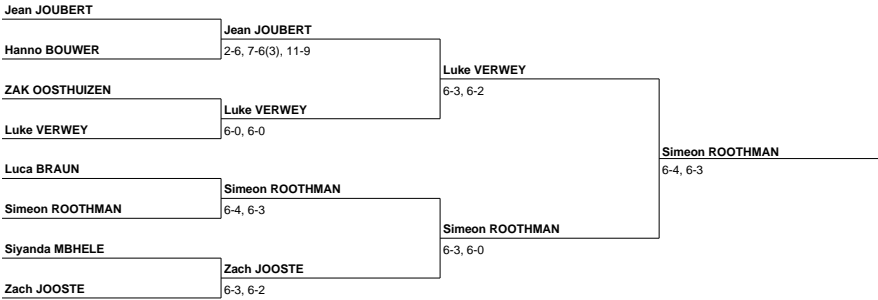 Jean JOUBERT
Jean JOUBERT
Hanno BOUWER
2-6, 7-6(3), 11-9
Luke VERWEY
ZAK OOSTHUIZEN
6-3, 6-2
Luke VERWEY
Luke VERWEY
6-0, 6-0
Simeon ROOTHMAN
Luca BRAUN
6-4, 6-3
Simeon ROOTHMAN
Simeon ROOTHMAN
6-4, 6-3
Simeon ROOTHMAN
Siyanda MBHELE
6-3, 6-0
Zach JOOSTE
Zach JOOSTE
6-3, 6-2